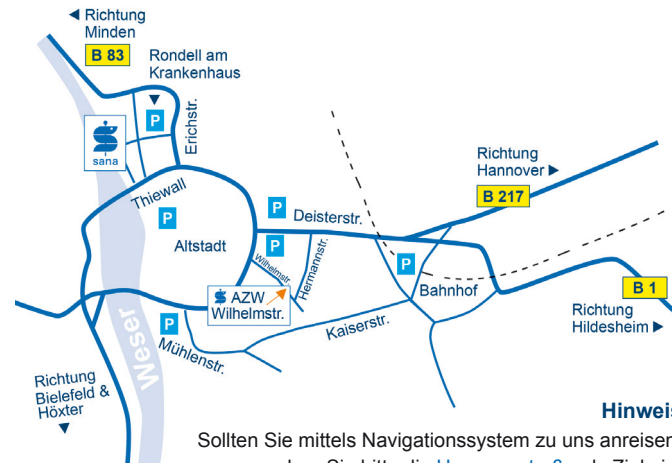 ◀ Richtung
Minden
B 83
Rondell am
Krankenhaus
▼
P
sana
Erichstr.
P
Thiewall
P
Altstadt
P
Deisterstr.
Richtung
Hannover ▶
B 217
P
Wilhelmstr.
Hermannstr.
P
Bahnhof
B 1
Richtung
Hildesheim ▶
AZW
Wilhelmstr.
Weser
P
Mühlenstr.
Kaiserstr.
Richtung
Bielefeld &
Höxter
▼
Hinweis
Sollten Sie mittels Navigationssystem zu uns anreisen